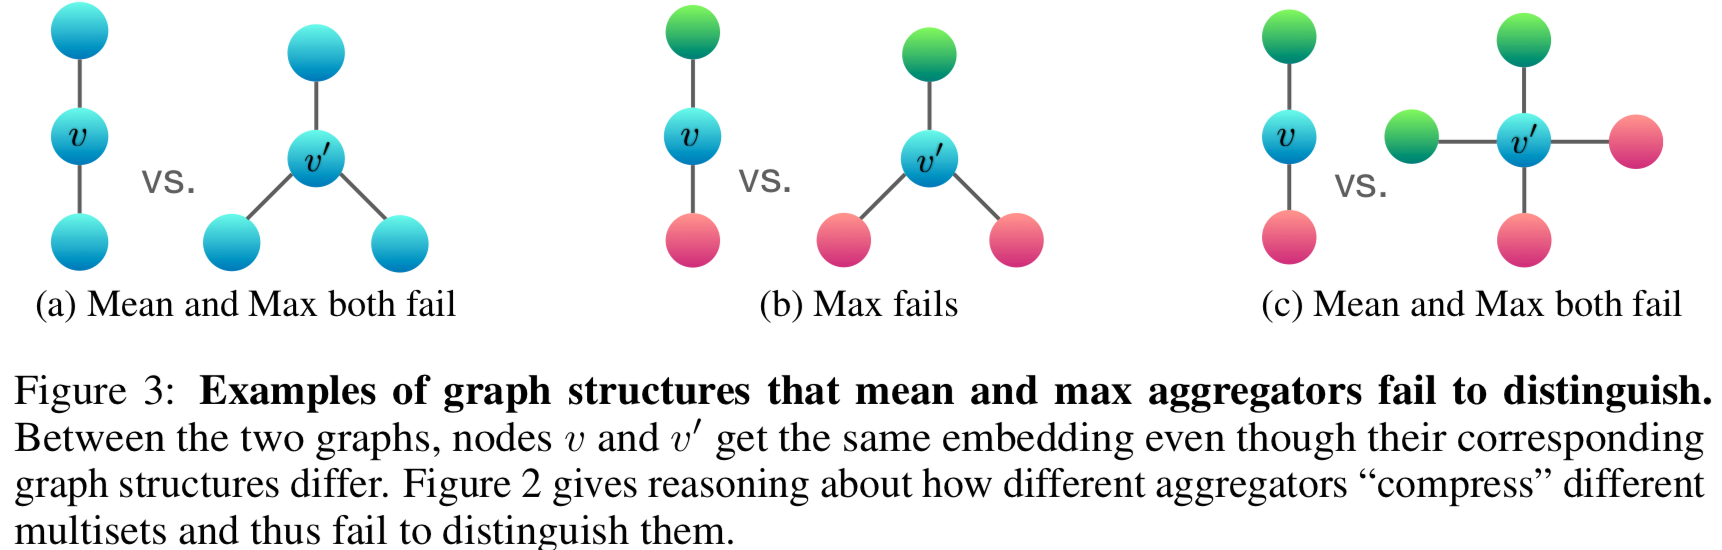 v
vs.
v′
(a) Mean and Max both fail
v
vs.
v′
(b) Max fails
v
vs.
v′
(c) Mean and Max both fail
Figure 3: Examples of graph structures that mean and max aggregators fail to distinguish.
Between the two graphs, nodes v and v′ get the same embedding even though their corresponding
graph structures differ. Figure 2 gives reasoning about how different aggregators “compress” different
multisets and thus fail to distinguish them.